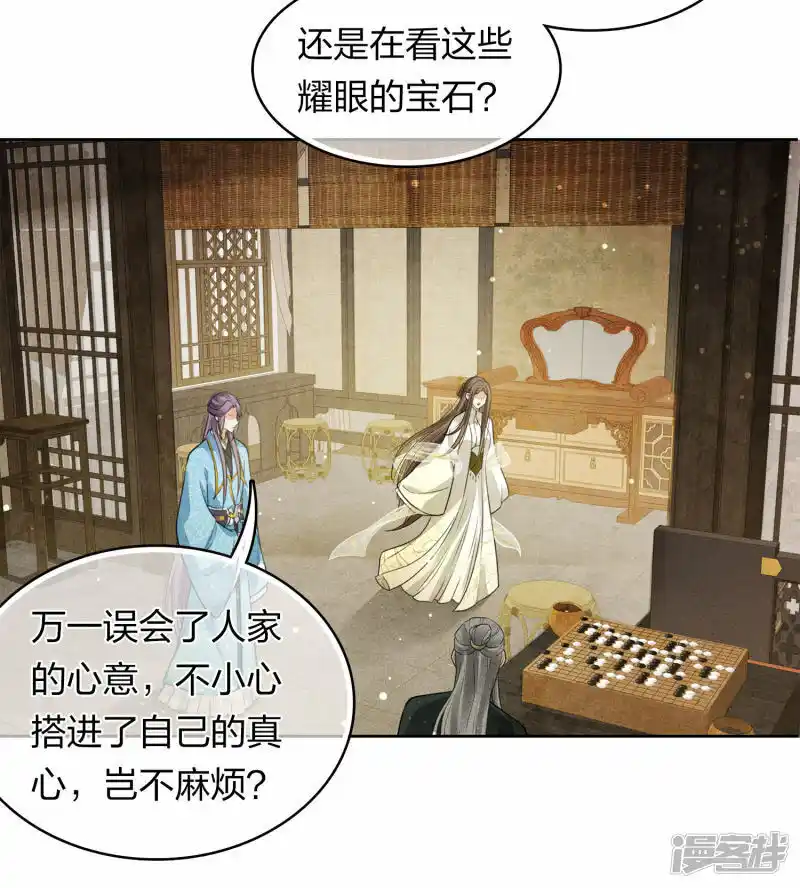 还是在看这些
耀眼的宝石?
万一误会了人家
的心意，不小心
搭进了自己的真
心，岂不麻烦?
漫客栈